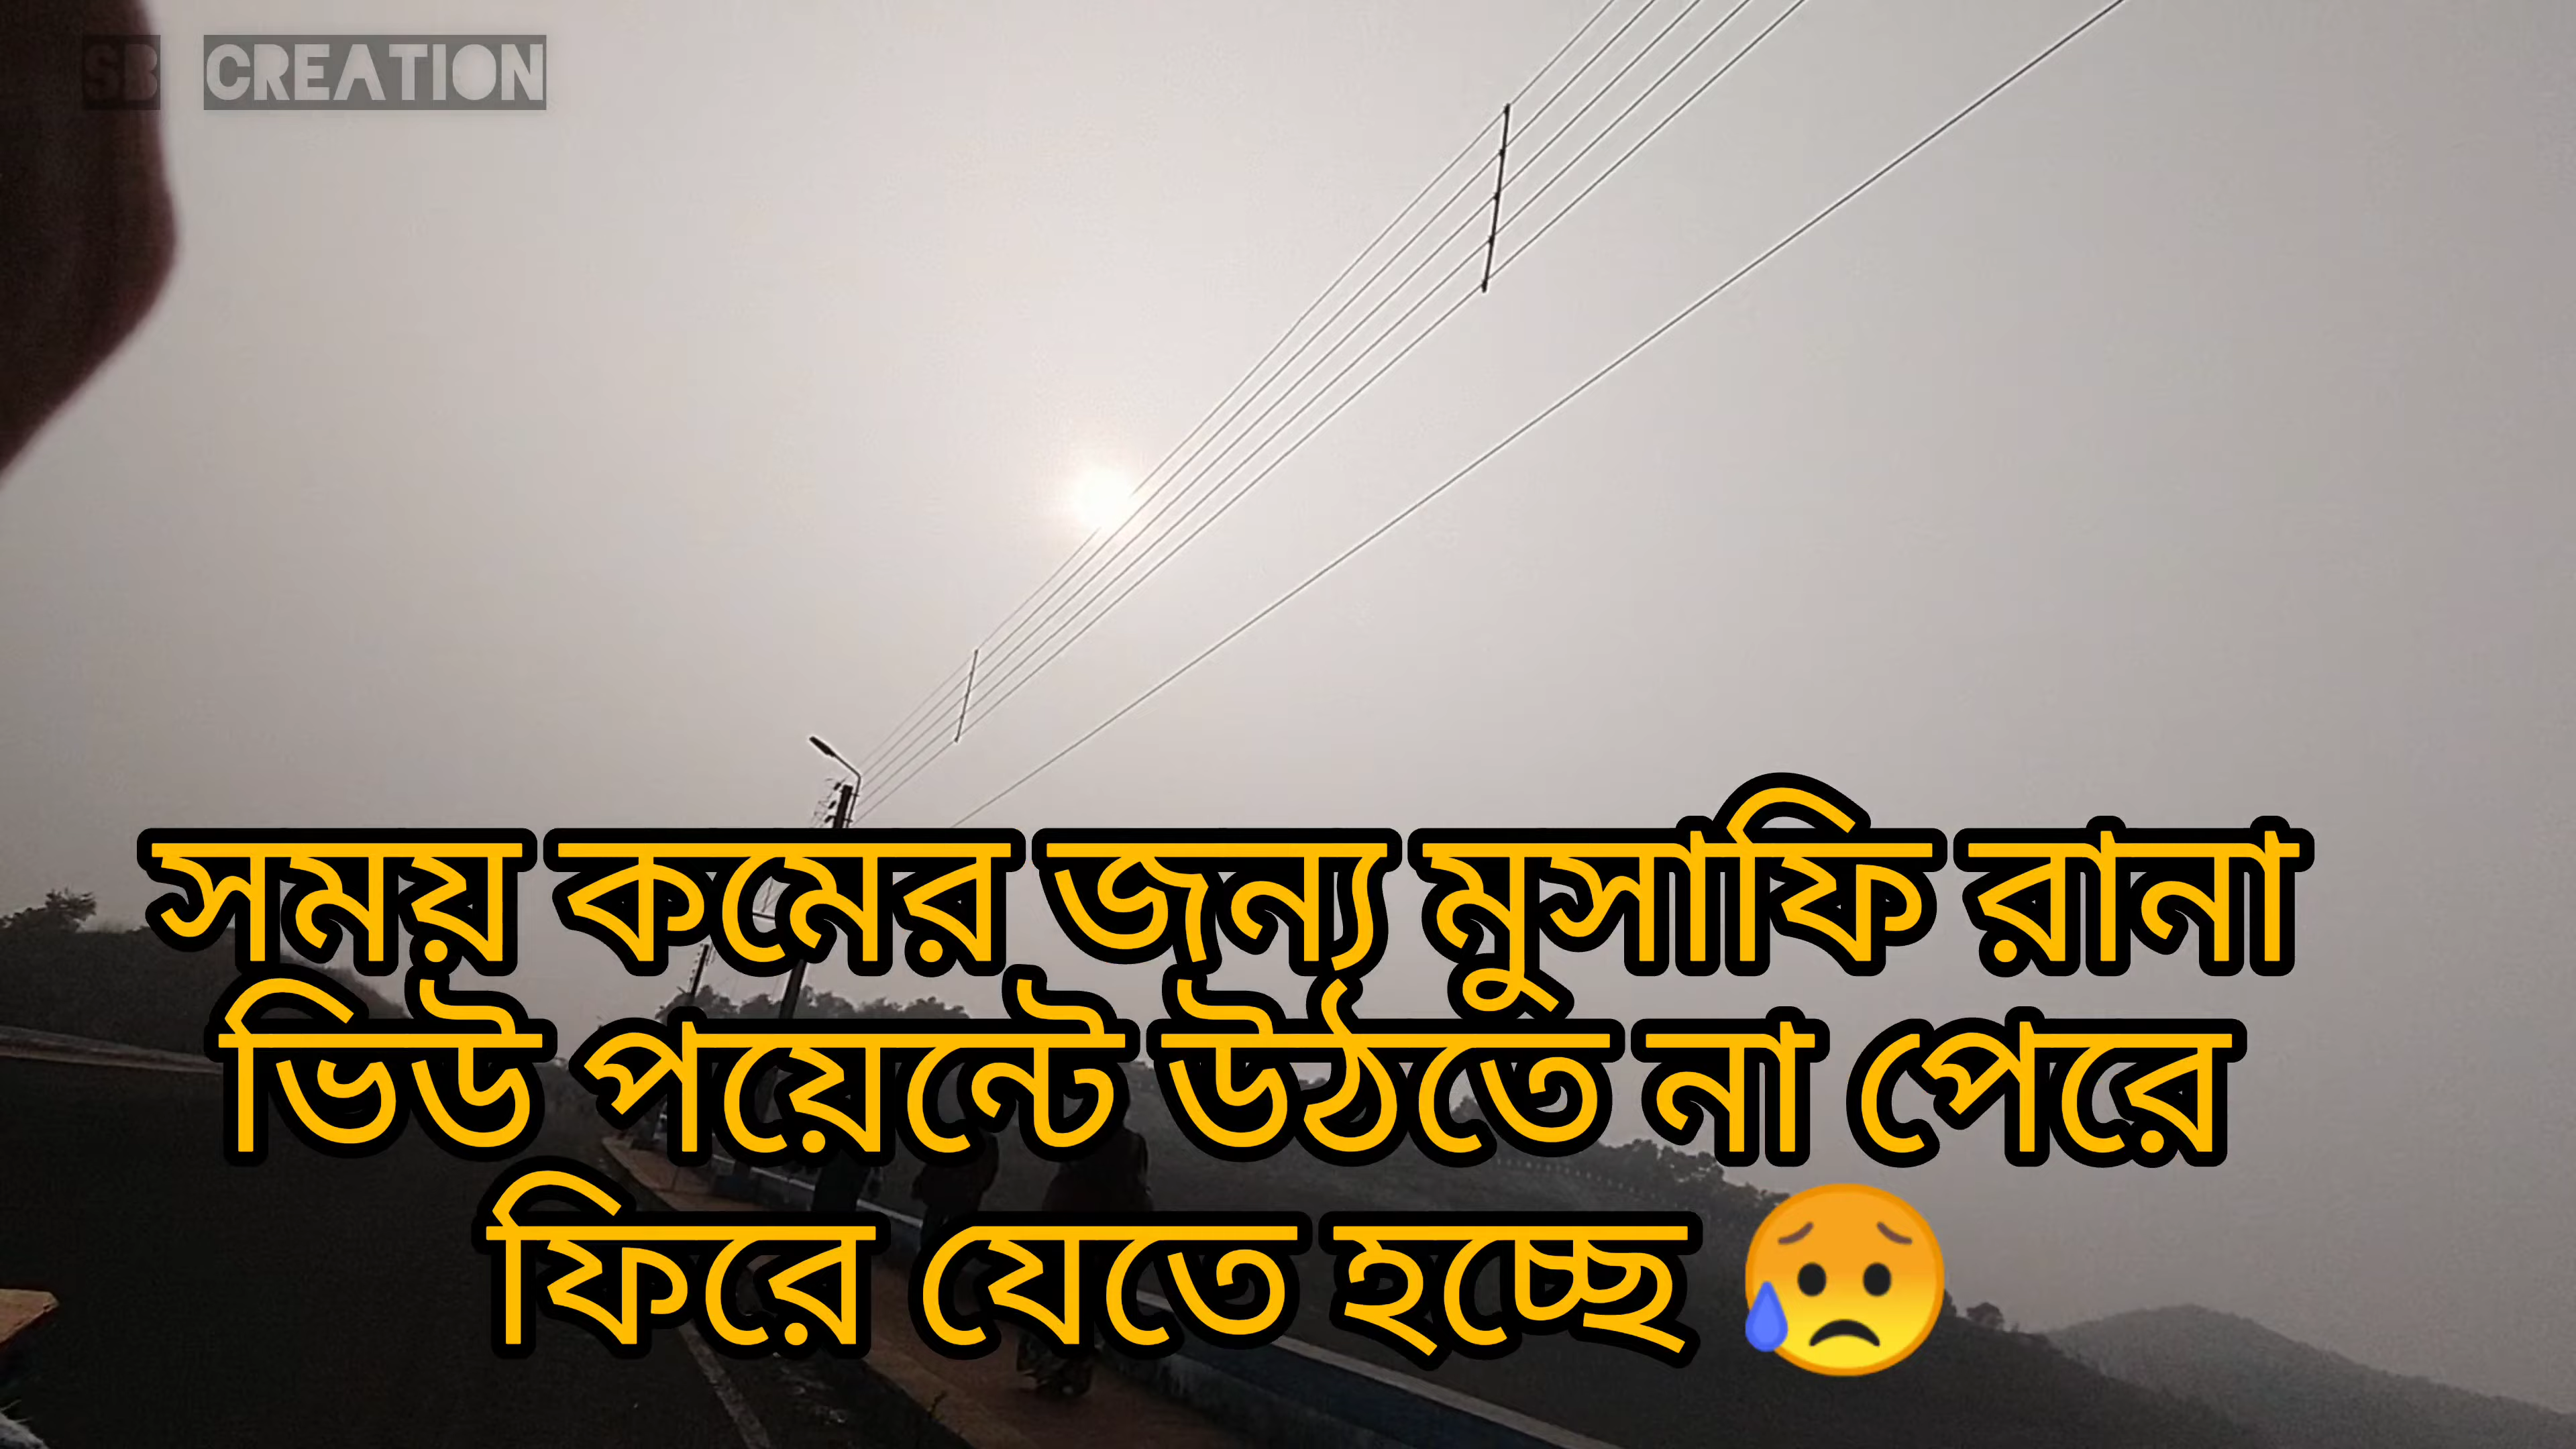 SB CREATION
সময় কমের জন্য মুসাফি রানা
ভিউ পয়েন্টে উঠতে না পেরে
ফিরে যেতে হচ্ছে 😥